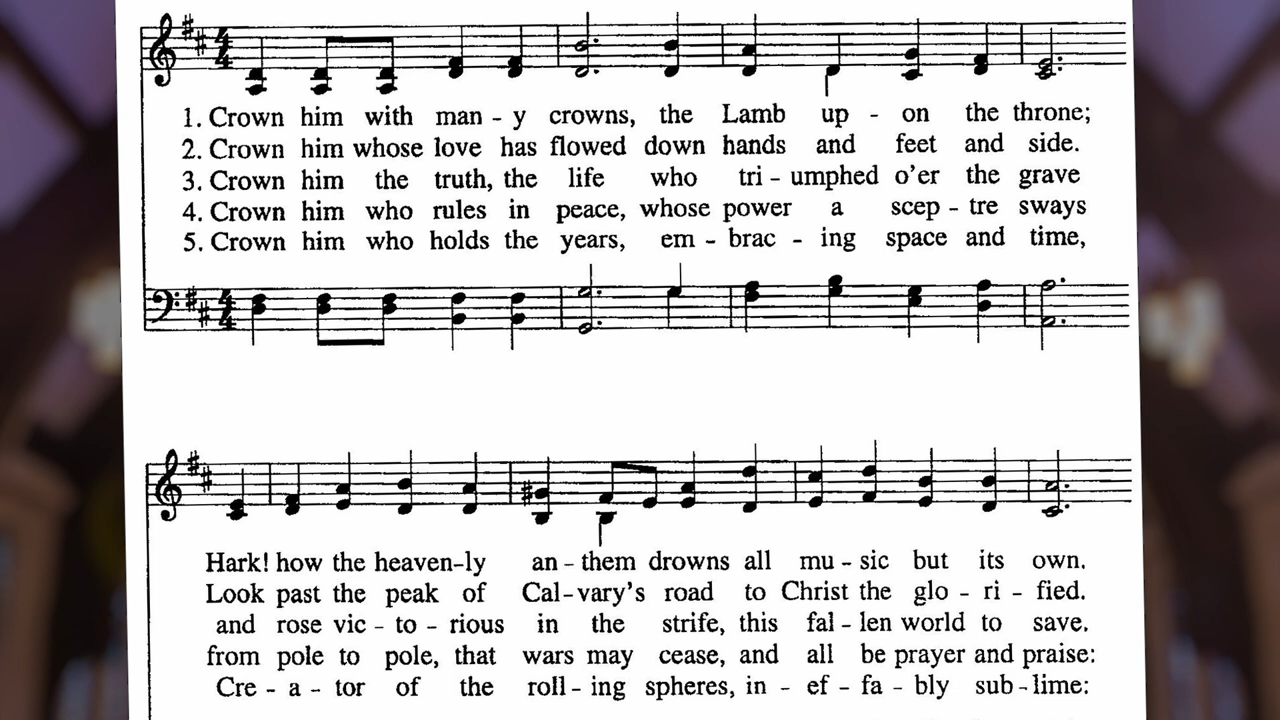 1. Crown him with man - y crowns, the Lamb up - on the throne;
2. Crown him whose love has flowed down hands and feet and side.
3. Crown him the truth, the life who tri - umphed o'er the grave
4. Crown him who rules in peace, whose power a scep - tre sways
5. Crown him who holds the years, em - brac - ing space and time,
Hark! how the heaven-ly an - them drowns all mu - sic but its own.
Look past the peak of Cal - vary's road to Christ the glo - ri - fied.
and rose vic - to - rious in the strife, this fal - len world to save.
from pole to pole, that wars may cease, and all be prayer and praise:
Cre - a - tor of the roll - ing spheres, in - ef - fa - bly sub - lime: